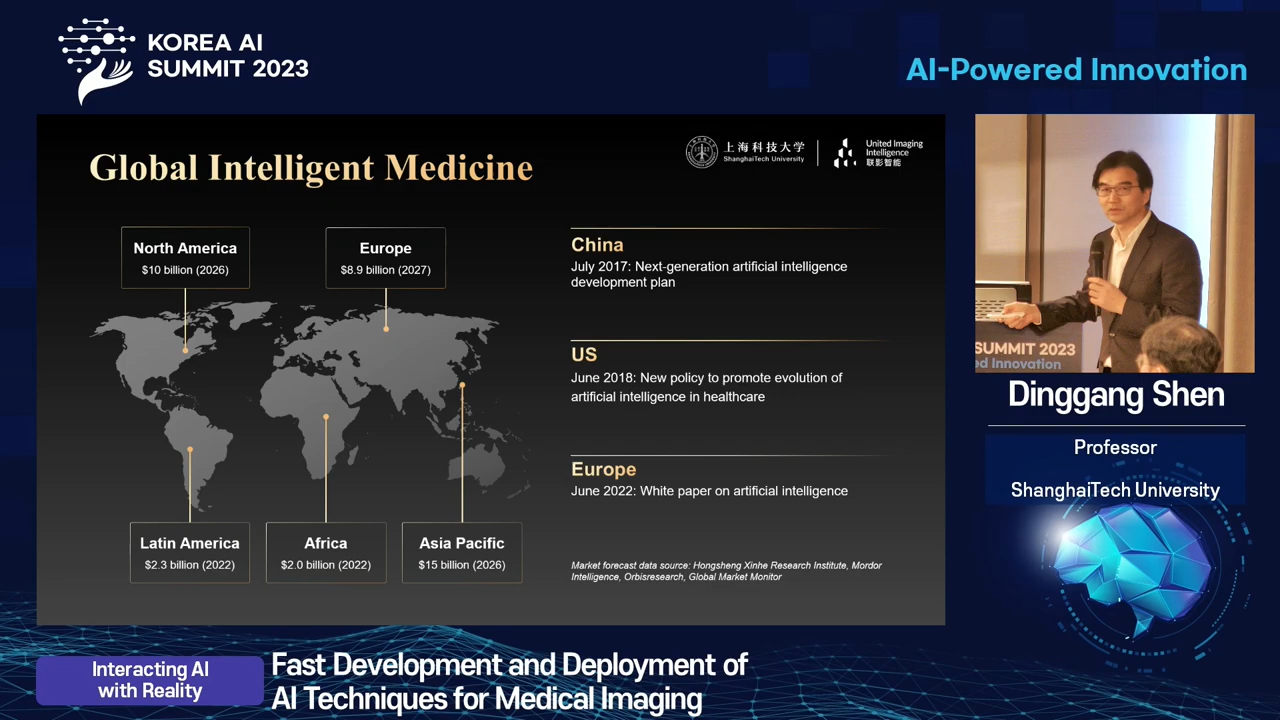 KOREA AI
SUMMIT 2023
AI-Powered Innovation
Global Intelligent Medicine
上海科技大学
ShanghaiTech University
United Imaging
Intelligence
联影智能
North America
$10 billion (2026)
Europe
$8.9 billion (2027)
Latin America
$2.3 billion (2022)
Africa
$2.0 billion (2022)
Asia Pacific
$15 billion (2026)
China
July 2017: Next-generation artificial intelligence
development plan
US
June 2018: New policy to promote evolution of
artificial intelligence in healthcare
Europe
June 2022: White paper on artificial intelligence
Market forecast data source: Hongsheng Xinhe Research Institute, Mordor
Intelligence, Orbisresearch, Global Market Monitor
SUMMIT 2023
ed Innovation
Dinggang Shen
Professor
ShanghaiTech University
Interacting AI
with Reality
Fast Development and Deployment of
AI Techniques for Medical Imaging